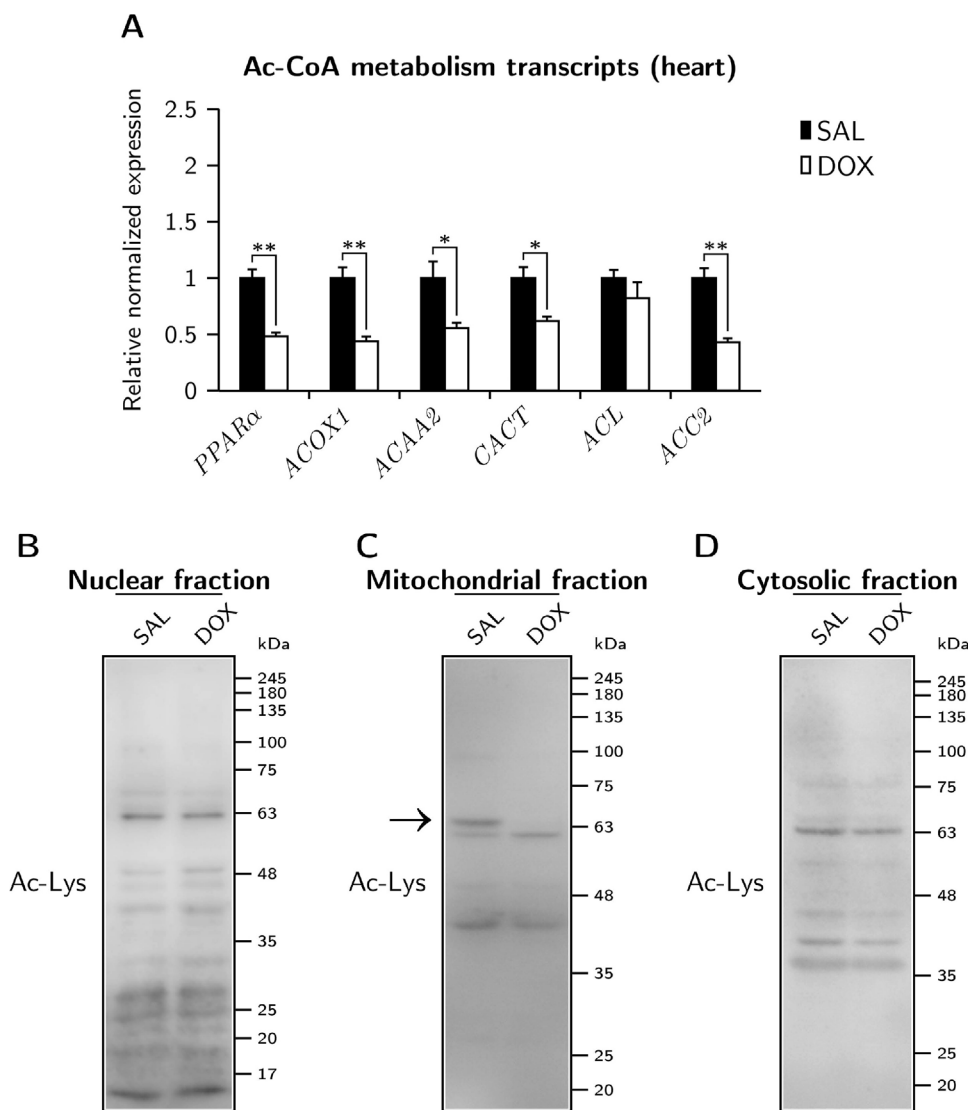 A
Ac-CoA metabolism transcripts (heart)
Relative normalized expression
2.5
2
1.5
1
0.5
0
** ** * * **
SAL
DOX
PPARα ACOX1 ACAA2 CACT ACL ACC2
B
Nuclear fraction
SAL DOX
kDa
245
180
135
100
75
63
48
35
25
20
17
Ac-Lys
C
Mitochondrial fraction
SAL DOX
kDa
245
180
135
100
75
63
48
35
25
20
Ac-Lys
D
Cytosolic fraction
SAL DOX
kDa
245
180
135
100
75
63
48
35
25
20
Ac-Lys